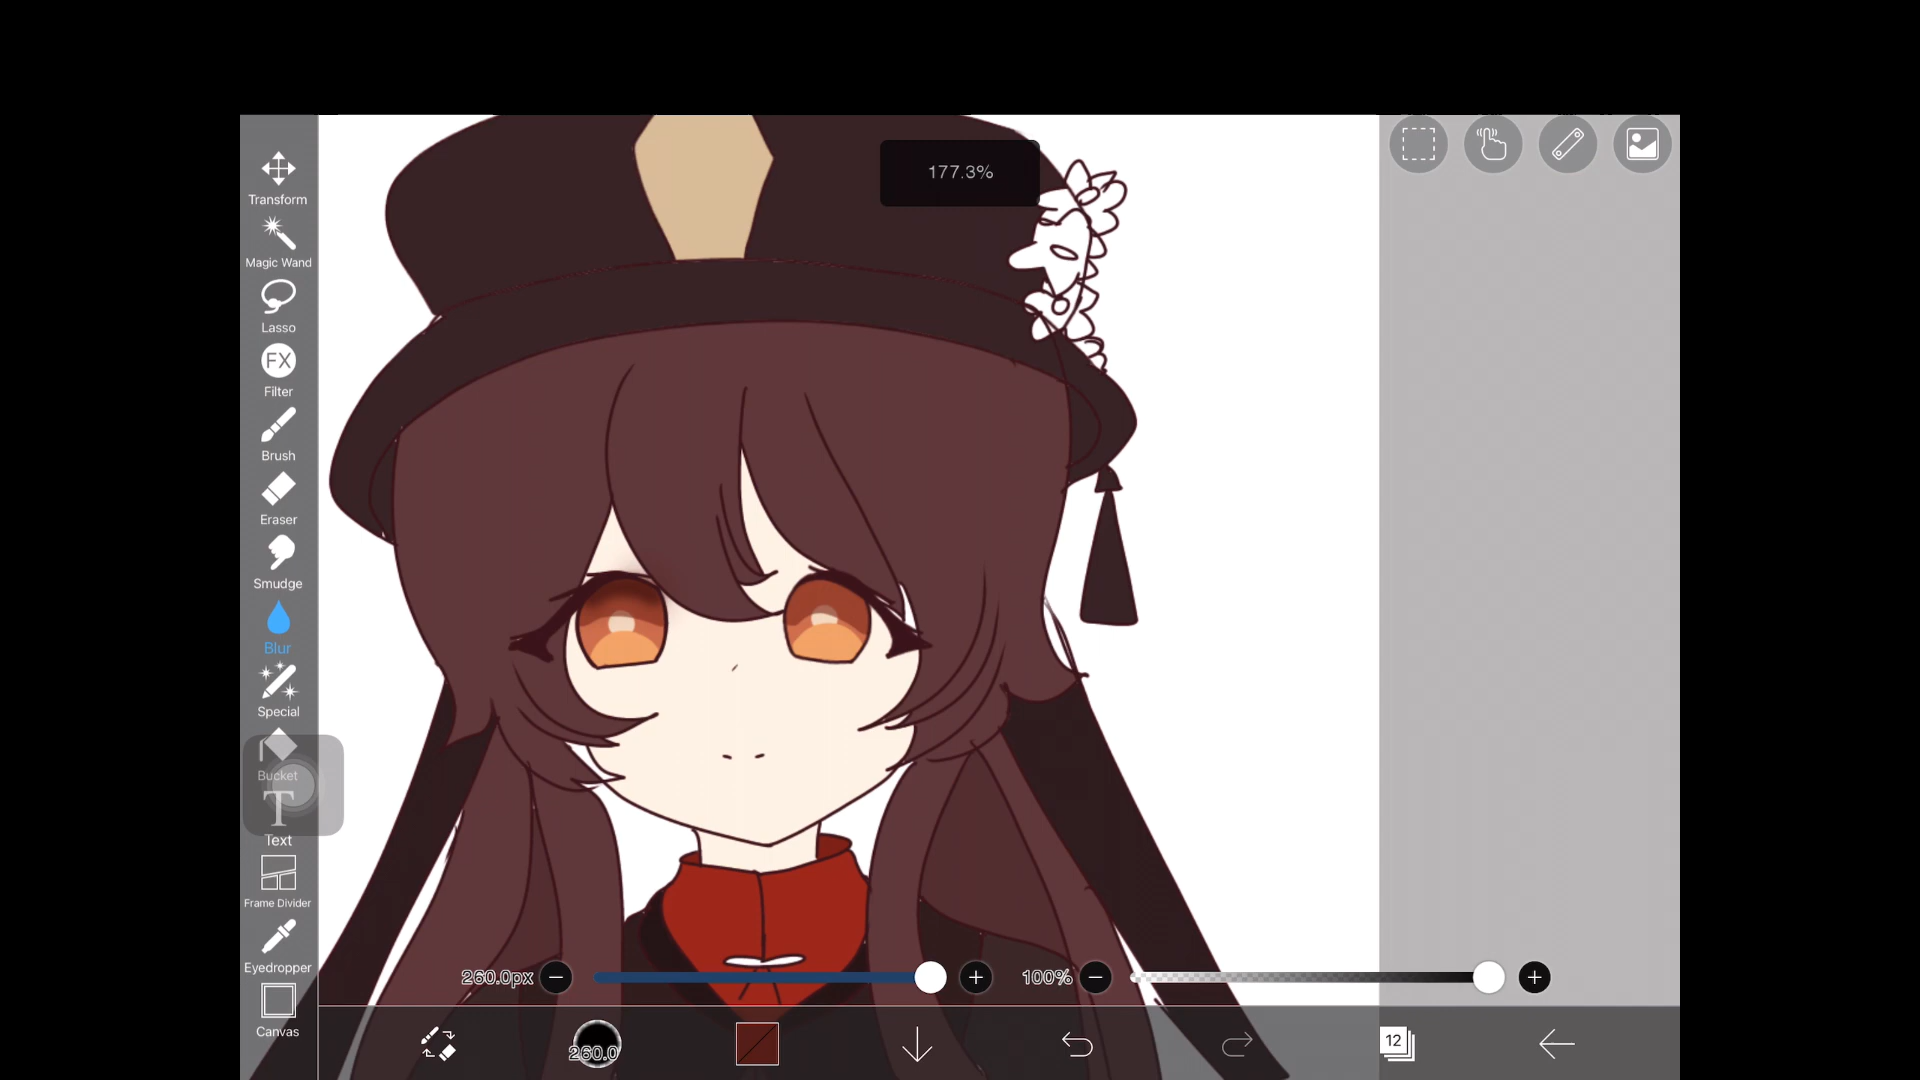 177.3%
Transform
Magic Wand
Lasso
FX
Filter
Brush
Eraser
Smudge
Blur
Special
Bucket
T
Text
Frame Divider
Eyedropper
Canvas
260.0px
100%
260.0
12